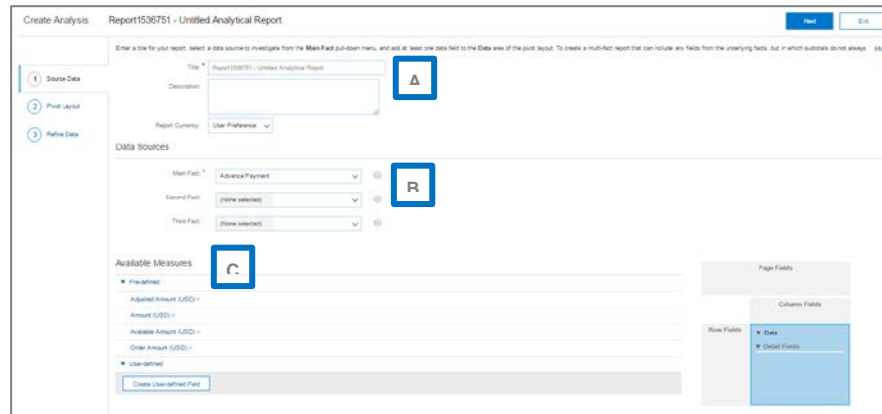 Create Analysis
Report1536751 - Untitled Analytical Report
Next
Exit
Enter a title for your report, select a data source to investigate from the Main Fact pull-down menu, and add at least one data field to the Data area of the pivot layout. To create a multi-fact report that can include any fields from the underlying facts, but in which subtotals do not always
1 Source Data
2 Pivot Layout
3 Refine Data
Title: *
Report1536751 - Untitled Analytical Report
A
Description:
Report Currency:
User Preference
Data Sources
Main Fact: *
Advance Payment
B
Second Fact:
(None selected)
Third Fact:
(None selected)
Available Measures
C
Pre-defined
Adjusted Amount (USD)
Amount (USD)
Available Amount (USD)
Order Amount (USD)
User-defined
Create User-defined Field
Page Fields
Column Fields
Row Fields
Data
Detail Fields